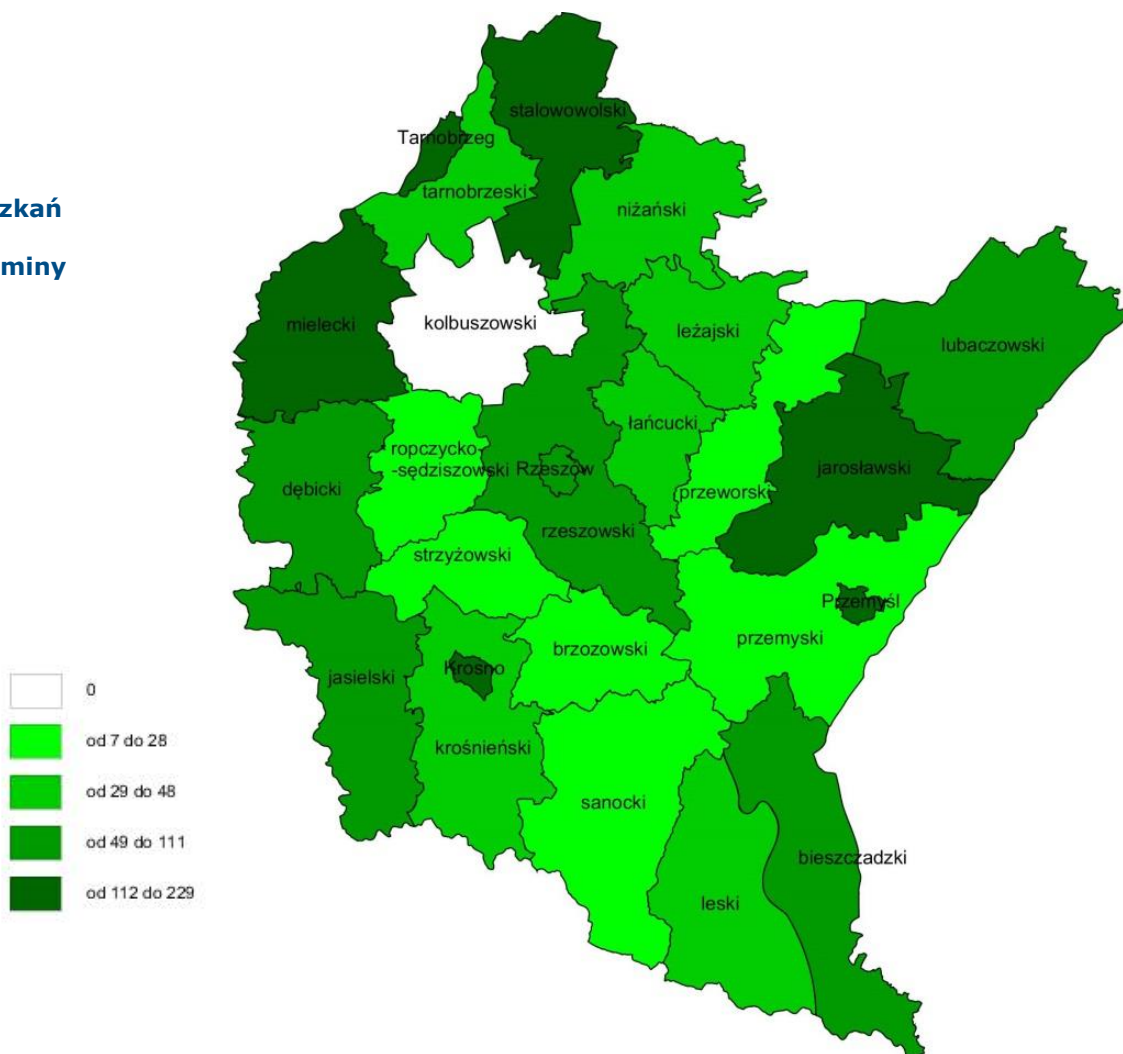 stalowowolski
Tarnobrzeg
tarnobrzeski
niżański
zkań
miny
mielecki
kolbuszowski
leżajski
lubaczowski
łańcucki
ropczycko-
-sędziszowski
Rzeszów
dębicki
przeworski
jarosławski
rzeszowski
strzyżowski
Przemyśl
przemyski
brzozowski
jasielski
Krosno
krośnieński
sanocki
bieszczadzki
leski
0
od 7 do 28
od 29 do 48
od 49 do 111
od 112 do 229